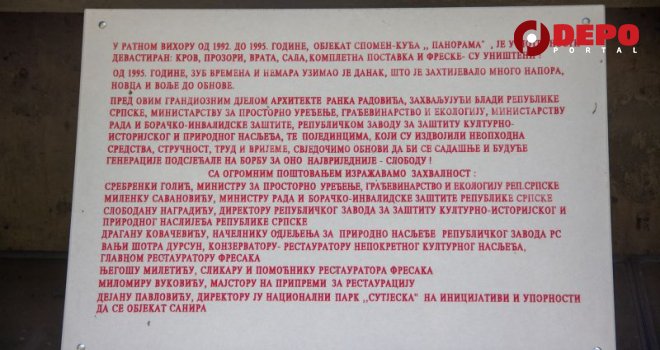 DEPO
PORTAL
У РАТНОМ ВИХОРУ ОД 1992. ДО 1995. ГОДИНЕ, ОБЈЕКАТ СПОМЕН-КУЋА ,, ПАНОРАМА" , ЈЕ У
ДЕВАСТИРАН: КРОВ, ПРОЗОРИ, ВРАТА, САЛА,КОМПЛЕТНА ПОСТАВКА И ФРЕСКЕ- СУ УНИШТЕНИ !
ОД 1995. ГОДИНЕ, ЗУБ ВРЕМЕНА И НЕМАРА УЗИМАО ЈЕ ДАНАК, ШТО ЈЕ ЗАХТИЈЕВАЛО МНОГО НАПОРА,
НОВЦА И ВОЉЕ ДО ОБНОВЕ.
ПРЕД ОВИМ ГРАНДИОЗНИМ ДЈЕЛОМ АРХИТЕКТЕ РАНКА РАДОВИЋА, ЗАХВАЉУЈУЋИ ВЛАДИ РЕПУБЛИКЕ
СРПСКЕ, МИНИСТАРСТВУ ЗА ПРОСТОРНО УРЕЂЕЊЕ, ГРАЂЕВИНАРСТВО И ЕКОЛОГИЈУ, МИНИСТАРСТВУ
РАДА И БОРАЧКО-ИНВАЛИДСКЕ ЗАШТИТЕ, РЕПУБЛИЧКОМ ЗАВОДУ ЗА ЗАШТИТУ КУЛТУРНО-
ИСТОРИЈСКОГ И ПРИРОДНОГ НАСЉЕЂА, ТЕ ПОЈЕДИНЦИМА, КОЈИ СУ ИЗДВОЈИЛИ НЕОПХОДНА
СРЕДСТВА, СТРУЧНОСТ, ТРУД И ВРИЈЕМЕ, СВЈЕДОЧИМО ОБНОВИ ДА БИ СЕ САДАШЊЕ И БУДУЋЕ
ГЕНЕРАЦИЈЕ ПОДСЈЕЋАЛЕ НА БОРБУ ЗА ОНО НАЈВРИЈЕДНИЈЕ - СЛОБОДУ !
СА ОГРОМНИМ ПОШТОВАЊЕМ ИЗРАЖАВАМО ЗАХВАЛНОСТ :
СРЕБРЕНКИ ГОЛИЋ, МИНИСТРУ ЗА ПРОСТОРНО УРЕЂЕЊЕ, ГРАЂЕВИНАРСТВО И ЕКОЛОГИЈУ РЕП.СРПСКЕ
МИЛЕНКУ САВАНОВИЋУ, МИНИСТРУ РАДА И БОРАЧКО-ИНВАЛИДСКЕ ЗАШТИТЕ РЕПУБЛИКЕ СРПСКЕ
СЛОБОДАНУ НАГРАДИЋУ, ДИРЕКТОРУ РЕПУБЛИЧКОГ ЗАВОДА ЗА ЗАШТИТУ КУЛТУРНО-ИСТОРИЈСКОГ И
ПРИРОДНОГ НАСЛИЈЕЂА РЕПУБЛИКЕ СРПСКЕ
ДРАГАНУ КОВАЧЕВИЋУ, НАЧЕЛНИКУ ОДЈЕЉЕЊА ЗА ПРИРОДНО НАСЉЕЂЕ РЕПУБЛИЧКОГ ЗАВОДА РС
ВАЊИ ШОТРА ДУРСУН, КОНЗЕРВАТОРУ- РЕСТАУРАТОРУ НЕПОКРЕТНОГ КУЛТУРНОГ НАСЉЕЂА,
ГЛАВНОМ РЕСТАУРАТОРУ ФРЕСАКА
ЊЕГОШУ МИЛЕТИЋУ, СЛИКАРУ И ПОМОЋНИКУ РЕСТАУРАТОРА ФРЕСАКА
МИЛОМИРУ ВУКОВИЋУ, МАЈСТОРУ НА ПРИПРЕМИ ЗА РЕСТАУРАЦИЈУ
ДЕЈАНУ ПАВЛОВИЋУ, ДИРЕКТОРУ ЈУ НАЦИОНАЛНИ ПАРК ,,СУТЈЕСКА" НА ИНИЦИЈАТИВИ И УПОРНОСТИ
ДА СЕ ОБЈЕКАТ САНИРА